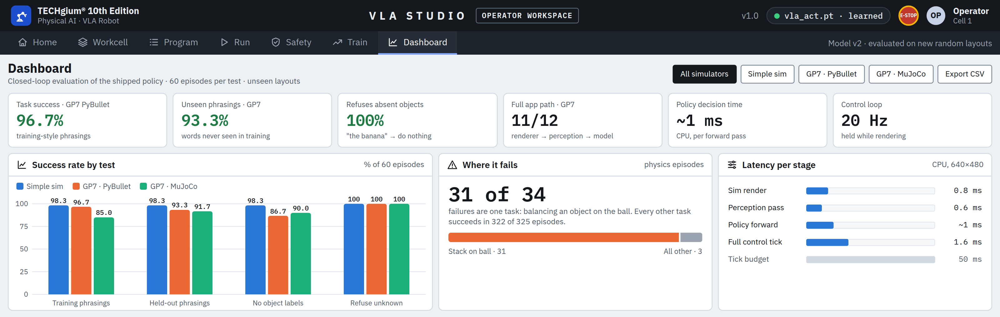 TECHgium® 10th Edition
Physical AI · VLA Robot
VLA STUDIO
OPERATOR WORKSPACE
v1.0
vla_act.pt · learned
E-STOP
OP
Operator
Cell 1
Home
Workcell
Program
Run
Safety
Train
Dashboard
Model v2 · evaluated on new random layouts
Dashboard
Closed-loop evaluation of the shipped policy · 60 episodes per test · unseen layouts
All simulators
Simple sim
GP7 · PyBullet
GP7 · MuJoCo
Export CSV
Task success · GP7 PyBullet
96.7%
training-style phrasings
Unseen phrasings · GP7
93.3%
words never seen in training
Refuses absent objects
100%
"the banana" → do nothing
Full app path · GP7
11/12
renderer → perception → model
Policy decision time
~1 ms
CPU, per forward pass
Control loop
20 Hz
held while rendering
Success rate by test
% of 60 episodes
Simple sim
GP7 · PyBullet
GP7 · MuJoCo
100
75
50
25
0
98.3
96.7
85.0
98.3
93.3
91.7
98.3
86.7
90.0
100
100
100
Training phrasings
Held-out phrasings
No object labels
Refuse unknown
Where it fails
physics episodes
31 of 34
failures are one task: balancing an object on the ball. Every other task
succeeds in 322 of 325 episodes.
Stack on ball · 31
All other · 3
Latency per stage
CPU, 640×480
Sim render
0.8 ms
Perception pass
0.6 ms
Policy forward
~1 ms
Full control tick
1.6 ms
Tick budget
50 ms